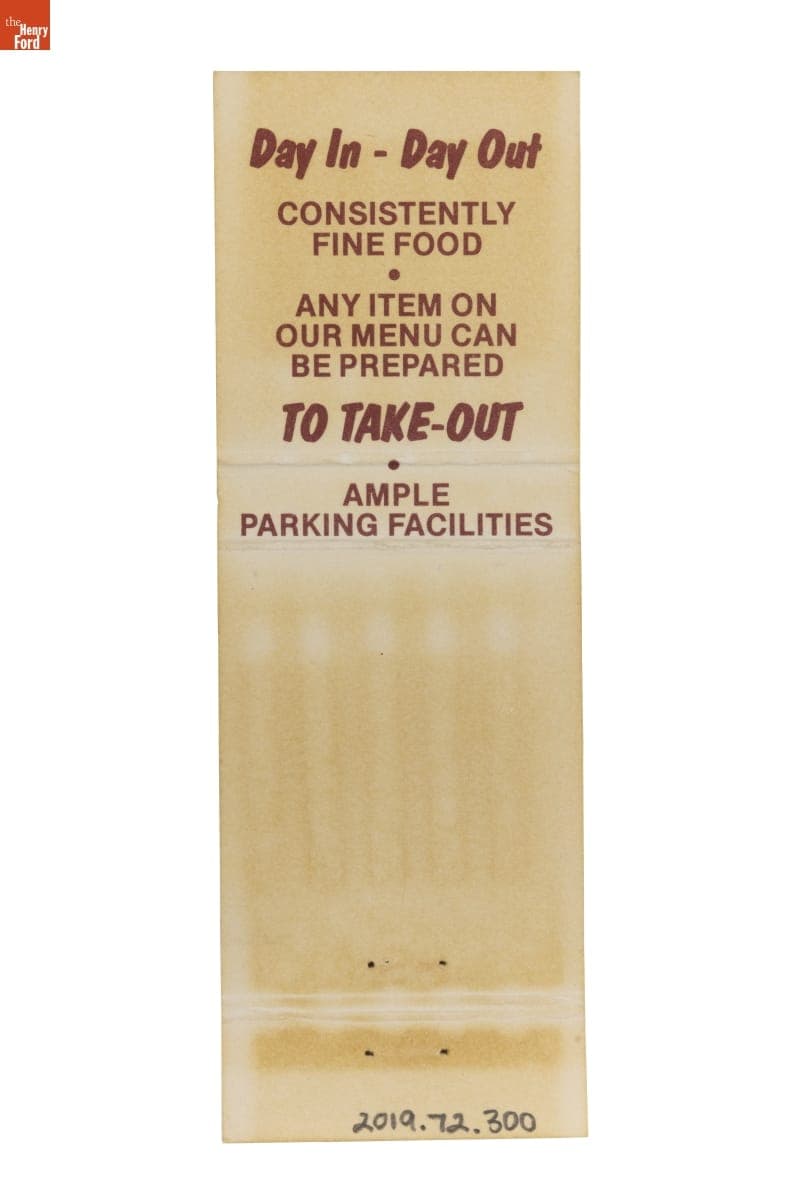 the
Henry
Ford
Day In - Day Out
CONSISTENTLY
FINE FOOD
•
ANY ITEM ON
OUR MENU CAN
BE PREPARED
TO TAKE-OUT
•
AMPLE
PARKING FACILITIES
2019.72.300